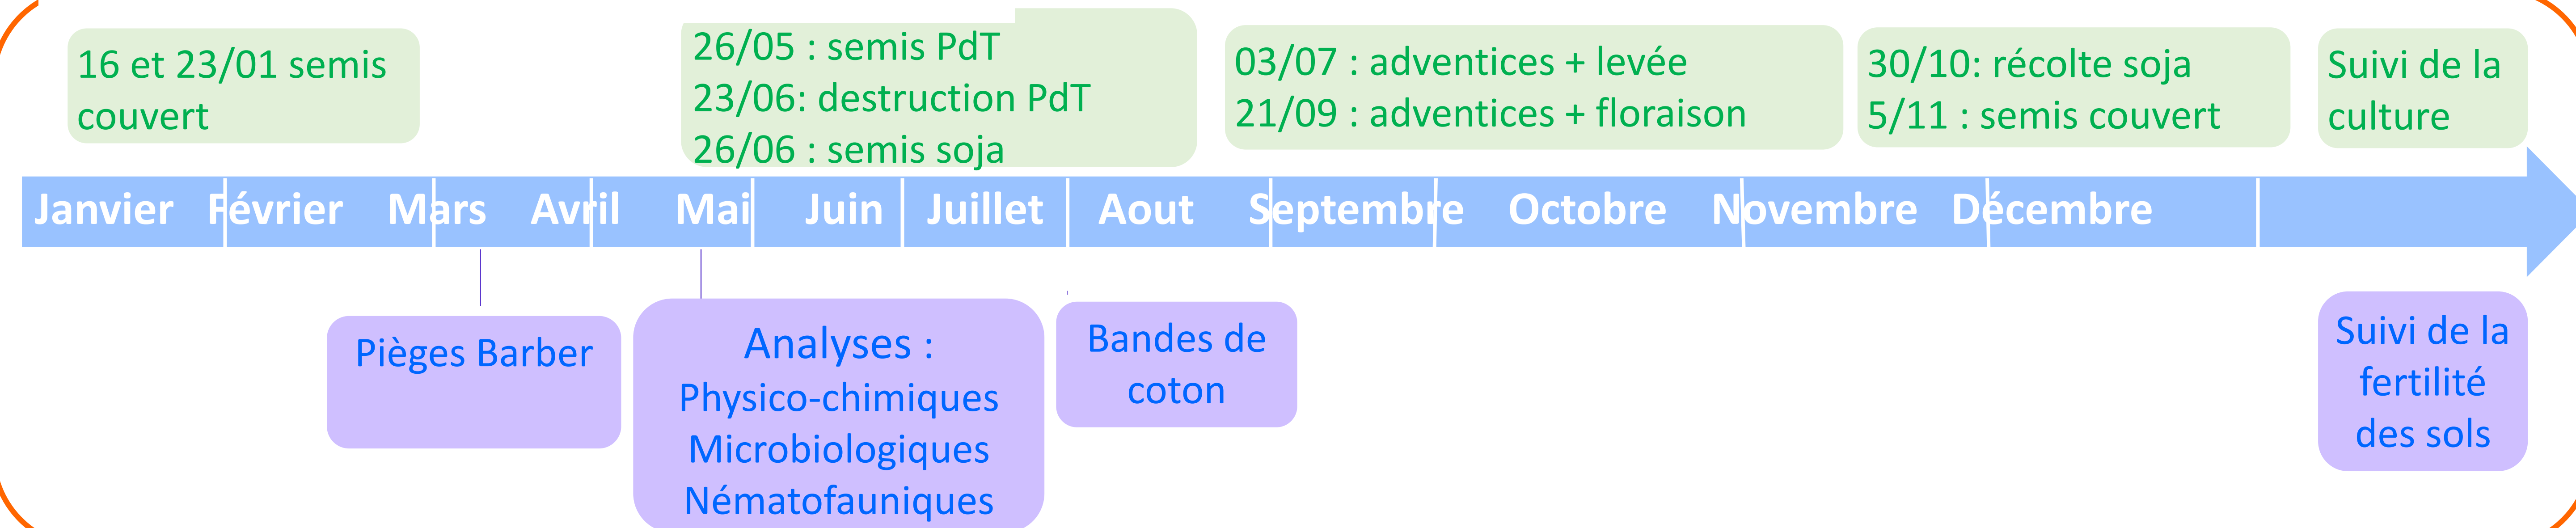 16 et 23/01 semis
couvert
26/05 : semis PdT
23/06: destruction PdT
26/06 : semis soja
03/07 : adventices + levée
21/09 : adventices + floraison
30/10: récolte soja
5/11 : semis couvert
Suivi de la
culture
Janvier Février Mars Avril Mai Juin Juillet Aout Septembre Octobre Novembre Décembre
Pièges Barber
Analyses :
Physico-chimiques
Microbiologiques
Nématofauniques
Bandes de
coton
Suivi de la
fertilité
des sols